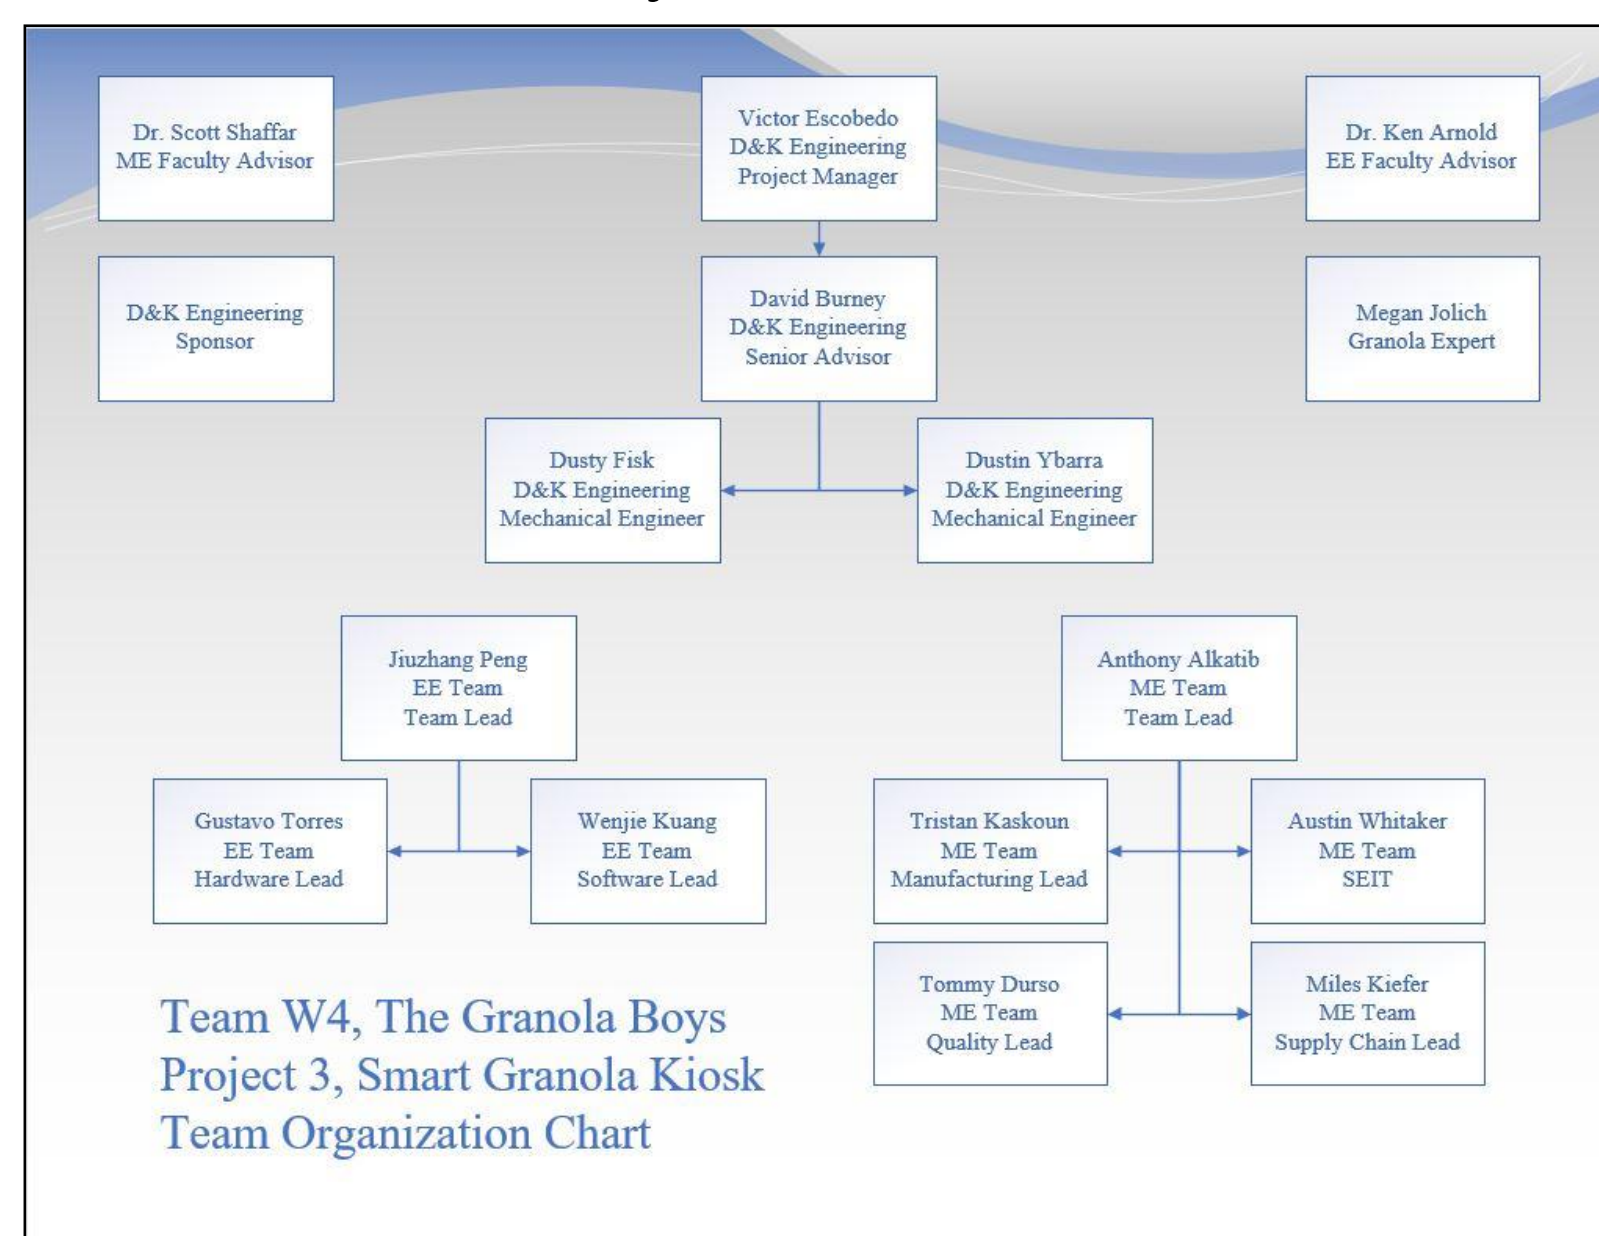 Dr. Scott Shaffar
ME Faculty Advisor
Victor Escobedo
D&K Engineering
Project Manager
Dr. Ken Arnold
EE Faculty Advisor
D&K Engineering
Sponsor
David Burney
D&K Engineering
Senior Advisor
Megan Jolich
Granola Expert
Dusty Fisk
D&K Engineering
Mechanical Engineer
Dustin Ybarra
D&K Engineering
Mechanical Engineer
Jiuzhang Peng
EE Team
Team Lead
Anthony Alkatib
ME Team
Team Lead
Gustavo Torres
EE Team
Hardware Lead
Wenjie Kuang
EE Team
Software Lead
Tristan Kaskoun
ME Team
Manufacturing Lead
Austin Whitaker
ME Team
SEIT
Tommy Durso
ME Team
Quality Lead
Miles Kiefer
ME Team
Supply Chain Lead
Team W4, The Granola Boys
Project 3, Smart Granola Kiosk
Team Organization Chart